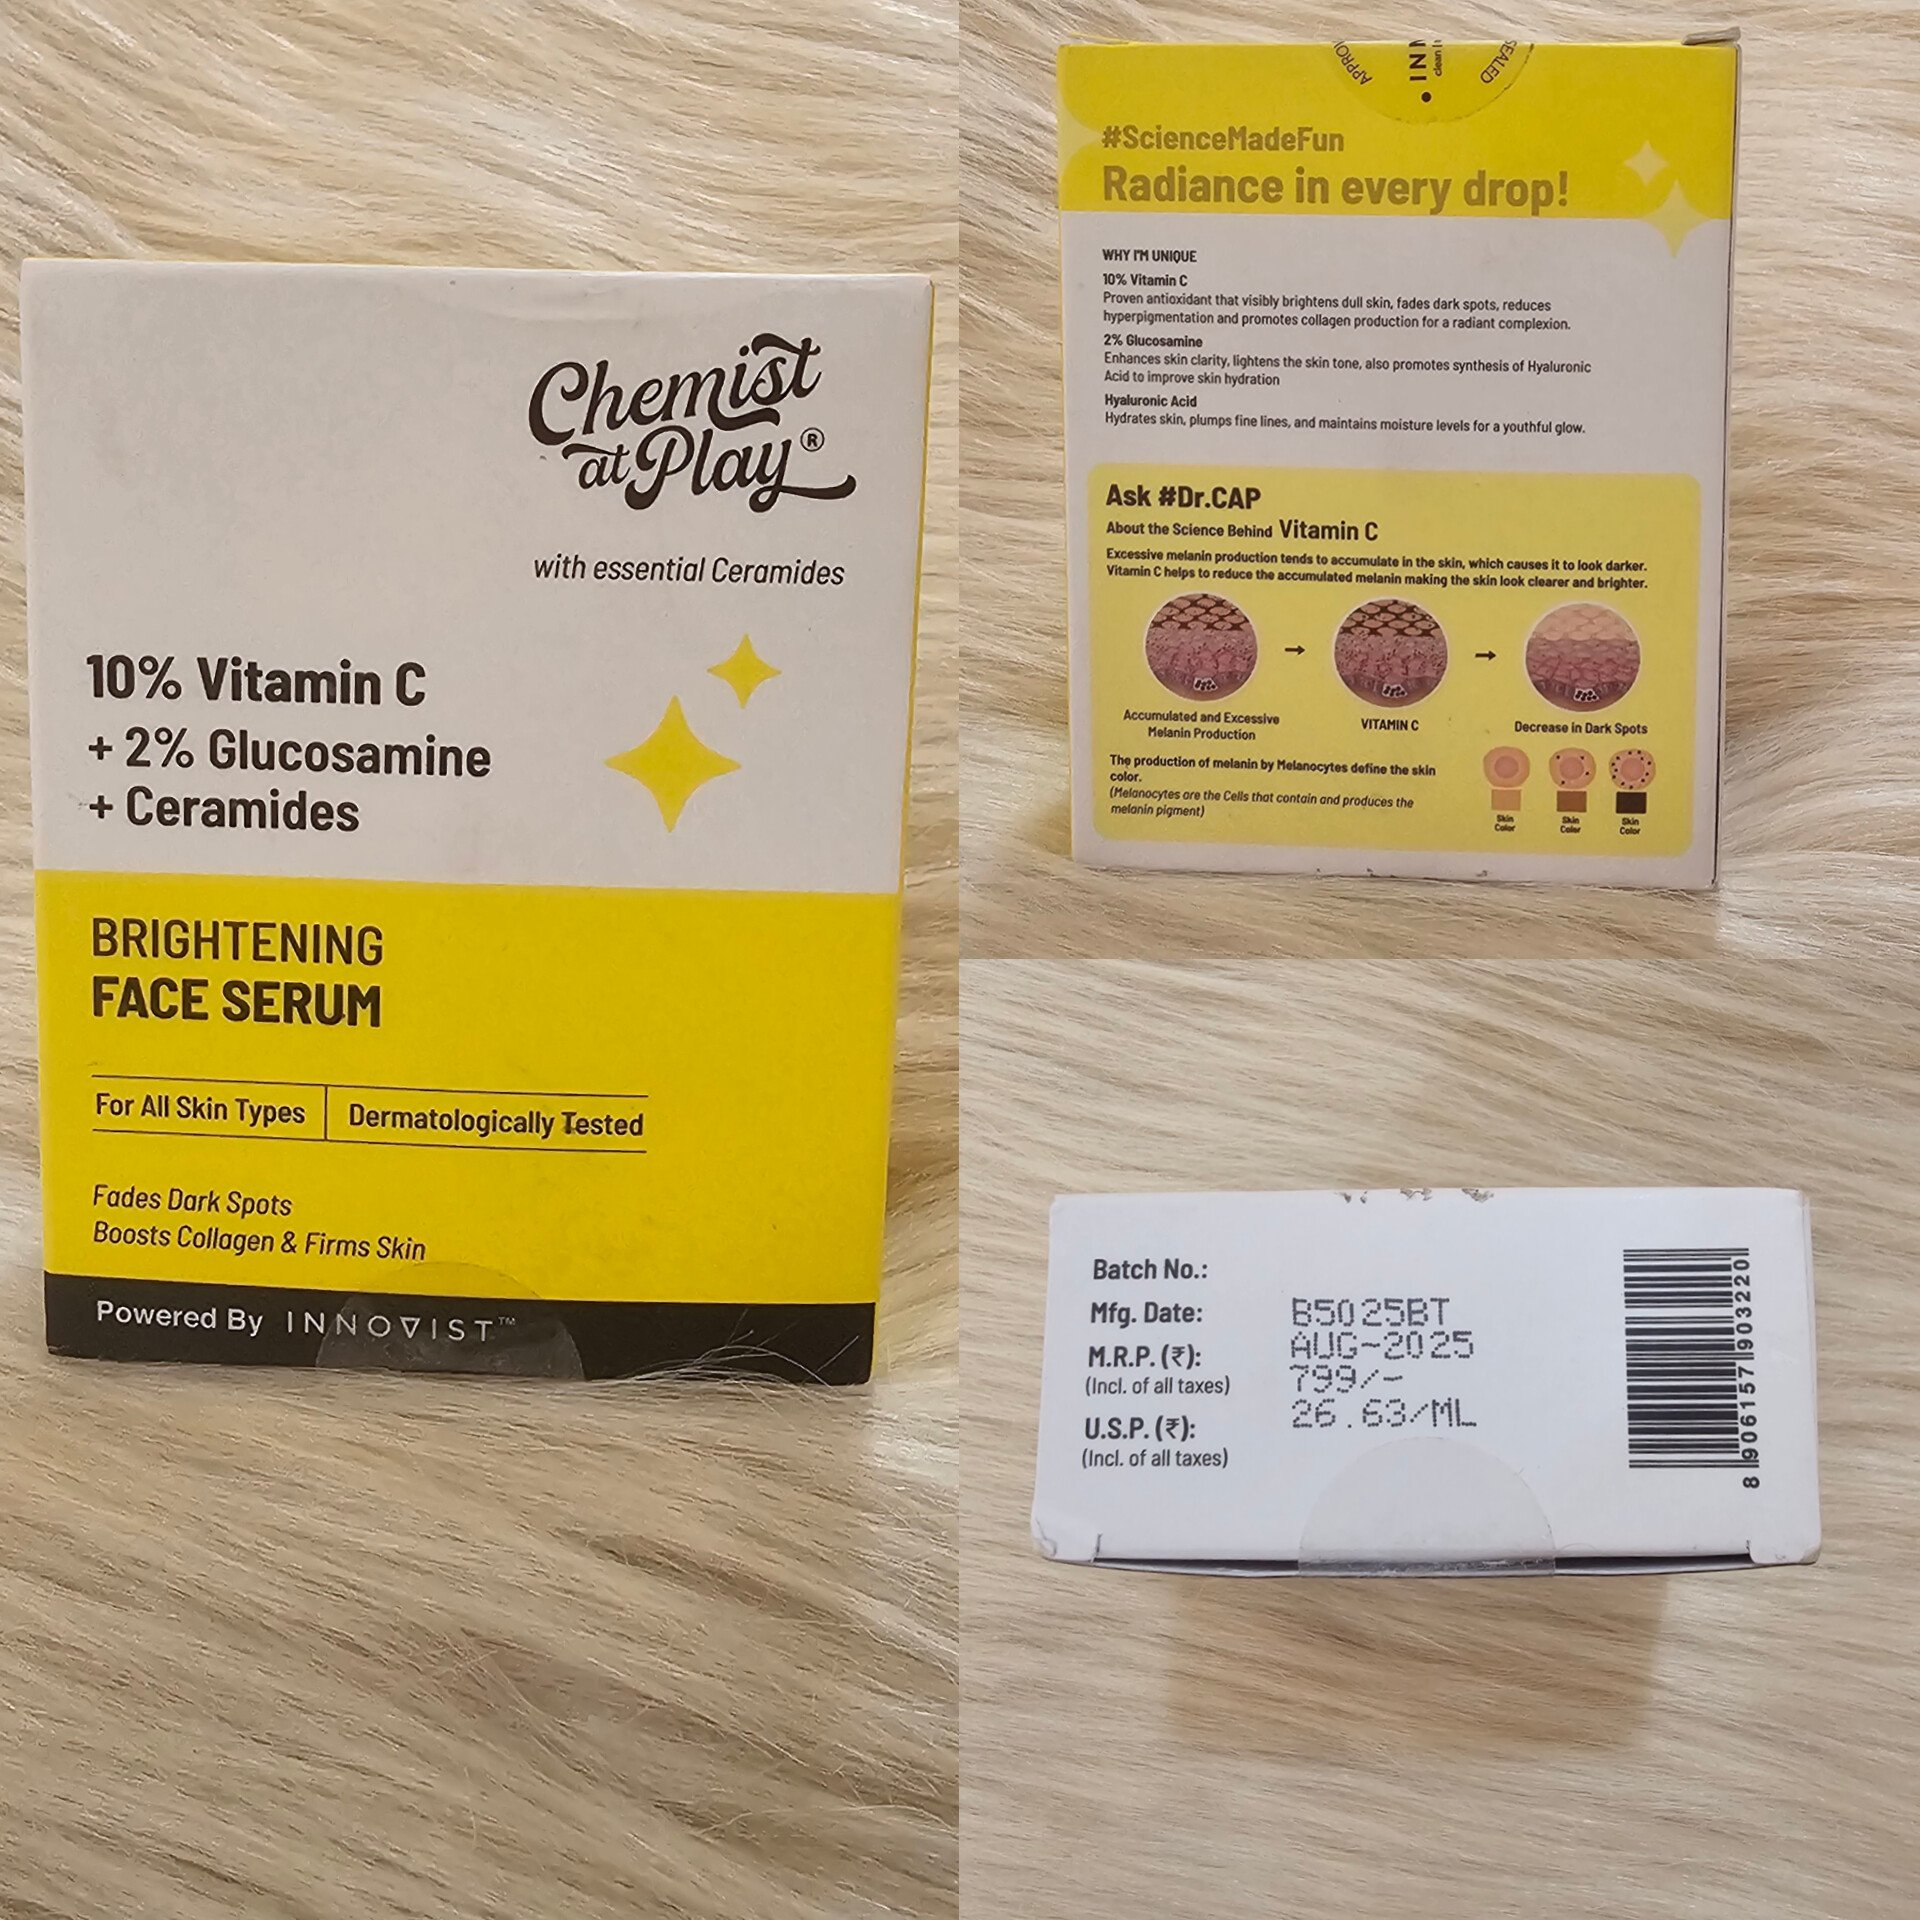 Chemist
at Play®
with essential Ceramides
10% Vitamin C
+ 2% Glucosamine
+ Ceramides
BRIGHTENING
FACE SERUM
For All Skin Types
Dermatologically Tested
Fades Dark Spots
Boosts Collagen & Firms Skin
Powered By INNOVIST™
SEALED
#ScienceMadeFun
Radiance in every drop!
WHY I'M UNIQUE
10% Vitamin C
Proven antioxidant that visibly brightens dull skin, fades dark spots, reduces
hyperpigmentation and promotes collagen production for a radiant complexion.
2% Glucosamine
Enhances skin clarity, lightens the skin tone, also promotes synthesis of Hyaluronic
Acid to improve skin hydration
Hyaluronic Acid
Hydrates skin, plumps fine lines, and maintains moisture levels for a youthful glow.
Ask #Dr.CAP
About the Science Behind Vitamin C
Excessive melanin production tends to accumulate in the skin, which causes it to look darker.
Vitamin C helps to reduce the accumulated melanin making the skin look clearer and brighter.
Accumulated and Excessive
Melanin Production
VITAMIN C
Decrease in Dark Spots
The production of melanin by Melanocytes define the skin
color.
(Melanocytes are the Cells that contain and produces the
melanin pigment)
Skin
Color
Skin
Color
Skin
Color
Batch No.:
Mfg. Date: B5025BT
M.R.P. (₹): AUG-2025
(Incl. of all taxes) 799/-
U.S.P. (₹): 26.63/ML
(Incl. of all taxes)
8 906157 903220